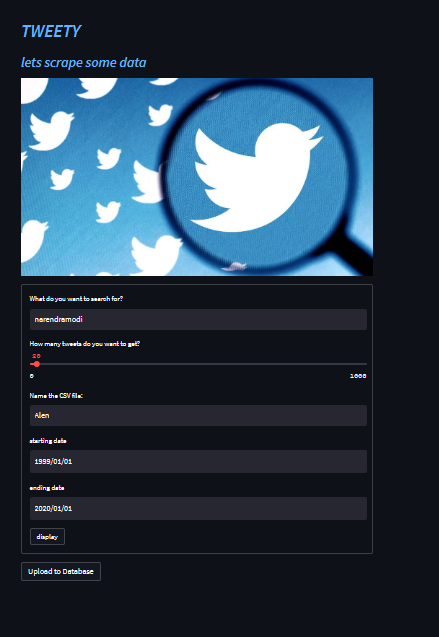 TWEETY
lets scrape some data
What do you want to search for?
narendramodi
How many tweets do you want to get?
20
0 1000
Name the CSV file:
Alen
starting date
1999/01/01
ending date
2020/01/01
display
Upload to Database